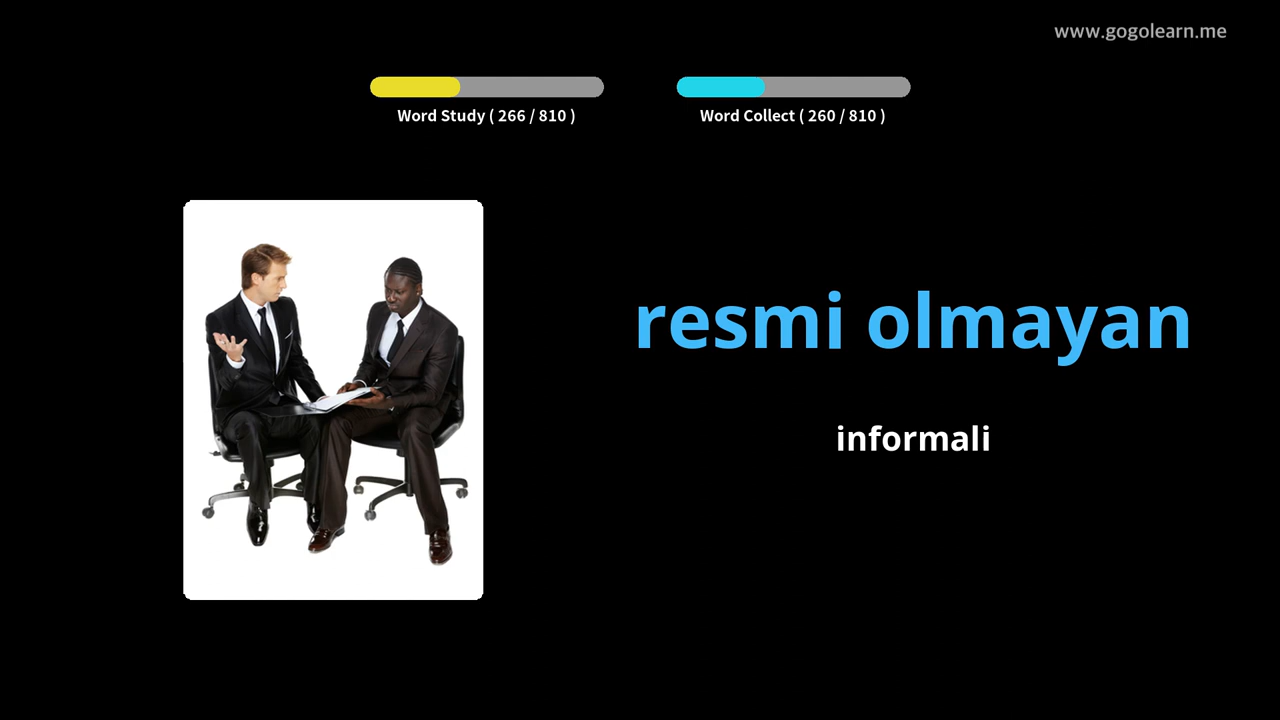 www.gogolearn.me
Word Study ( 266 / 810 )
Word Collect ( 260 / 810 )
resmi olmayan
informali